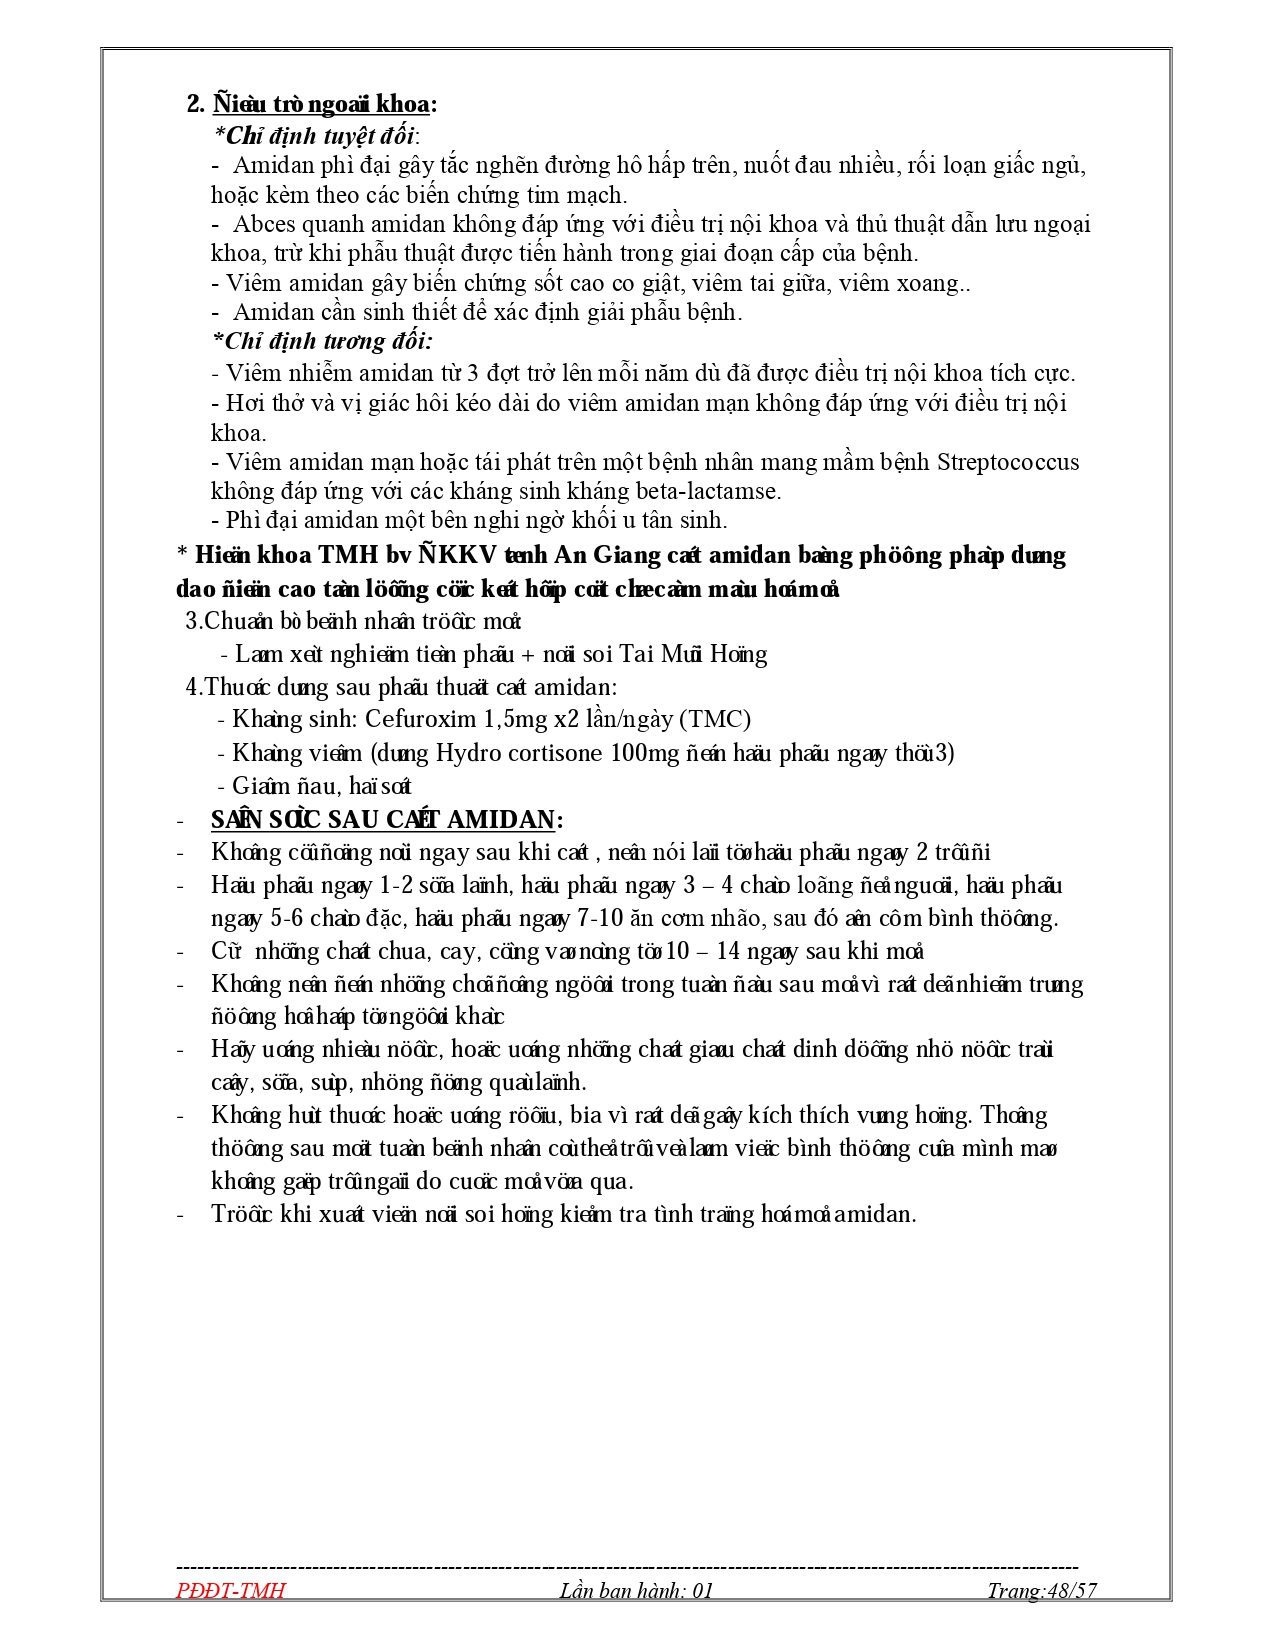 2. Ñieàu trò ngoaïi khoa:
*Chỉ định tuyệt đối:
- Amidan phì đại gây tắc nghẽn đường hô hấp trên, nuốt đau nhiều, rối loạn giấc ngủ,
hoặc kèm theo các biến chứng tim mạch.
- Abces quanh amidan không đáp ứng với điều trị nội khoa và thủ thuật dẫn lưu ngoại
khoa, trừ khi phẫu thuật được tiến hành trong giai đoạn cấp của bệnh.
- Viêm amidan gây biến chứng sốt cao co giật, viêm tai giữa, viêm xoang..
- Amidan cần sinh thiết để xác định giải phẫu bệnh.
*Chỉ định tương đối:
- Viêm nhiễm amidan từ 3 đợt trở lên mỗi năm dù đã được điều trị nội khoa tích cực.
- Hơi thở và vị giác hôi kéo dài do viêm amidan mạn không đáp ứng với điều trị nội
khoa.
- Viêm amidan mạn hoặc tái phát trên một bệnh nhân mang mầm bệnh Streptococcus
không đáp ứng với các kháng sinh kháng beta-lactamse.
- Phì đại amidan một bên nghi ngờ khối u tân sinh.
* Hieän khoa TMH bv ÑKKV tænh An Giang caét amidan baèng phöông phaùp duøng
dao ñieän cao taàn löôõng cöïc keát hôïp coät chæ caàm maùu hoá moå.
3.Chuaån bò beänh nhaân tröôùc moå:
- Laøm xeùt nghieäm tieàn phaãu + noäi soi Tai Muõi Hoïng
4.Thuoác duøng sau phaãu thuaät caét amidan:
- Khaùng sinh: Cefuroxim 1,5mg x2 lần/ngày (TMC)
- Khaùng vieâm (duøng Hydro cortisone 100mg ñeán haäu phaãu ngaøy thöù 3)
- Giaûm ñau, haï soát
- SAÊN SOÙC SAU CAÉT AMIDAN:
- Khoâng cöû ñoäng noùi ngay sau khi caét , neân nói laïi töø haäu phaãu ngaøy 2 trôû ñi
- Haäu phaãu ngaøy 1-2 söõa laïnh, haäu phaãu ngaøy 3 – 4 chaùo loãng ñeå nguoäi, haäu phaãu
ngaøy 5-6 chaùo đặc, haäu phaãu ngaøy 7-10 ăn cơm nhão, sau đó aên côm bình thöôøng.
- Cữ nhöõng chaát chua, cay, cöùng vaø noùng töø 10 – 14 ngaøy sau khi moå
- Khoâng neân ñeán nhöõng choã ñoâng ngöôøi trong tuaàn ñaàu sau moå vì raát deã nhieãm truøng
ñöôøng hoâ haáp töø ngöôøi khaùc
- Haõy uoáng nhieàu nöôùc, hoaëc uoáng nhöõng chaát giaøu chaát dinh döôõng nhö nöôùc traùi
caây, söõa, suùp, nhöng ñöøng quaù laïnh.
- Khoâng huùt thuoác hoaëc uoáng röôïu, bia vì raát deã gaây kích thích vuøng hoïng. Thoâng
thöôøng sau moät tuaàn beänh nhaân coù theå trôû veà laøm vieäc bình thöôøng cuûa mình maø
khoâng gaëp trôû ngaïi do cuoäc moå vöøa qua.
- Tröôùc khi xuaát vieän noäi soi hoïng kieåm tra tình traïng hoá moå amidan.
PĐĐT-TMH Lần ban hành: 01 Trang:48/57